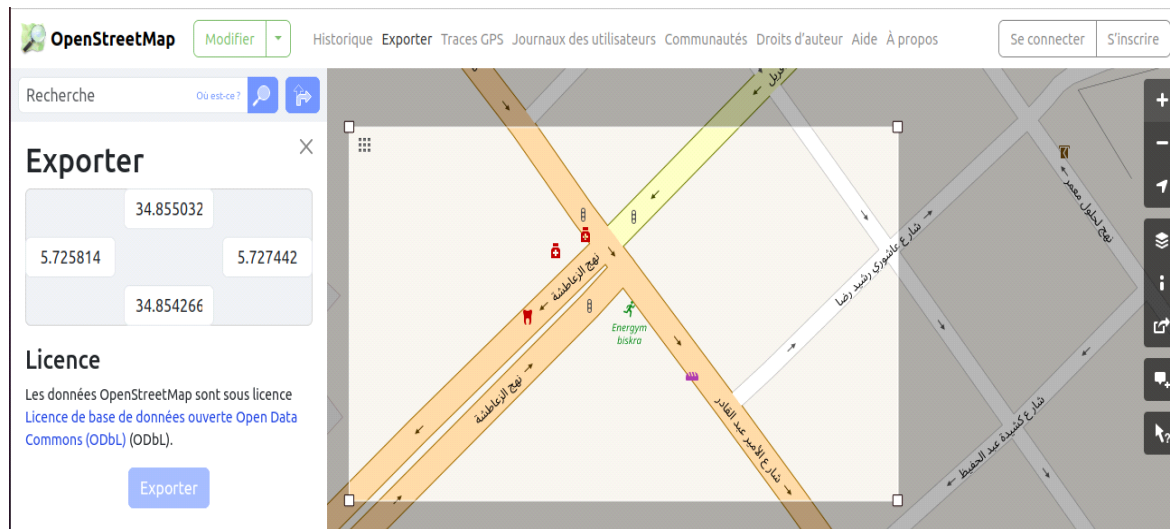 OpenStreetMap
Modifier
Historique Exporter Traces GPS Journaux des utilisateurs Communautés Droits d'auteur Aide À propos
Se connecter
S'inscrire
Recherche
Où est-ce ?
Exporter
34.855032
5.725814
5.727442
34.854266
Licence
Les données OpenStreetMap sont sous licence
Licence de base de données ouverte Open Data
Commons (ODbL) (ODbL).
Exporter
نهج الزعاطشة
نهج الزعاطشة
Energym
biskra
شارع الأمير عبد القادر
شارع عاشوري رشيد رضا
نهج لحلول معمر
شارع كشيدة عبد الحفيظ